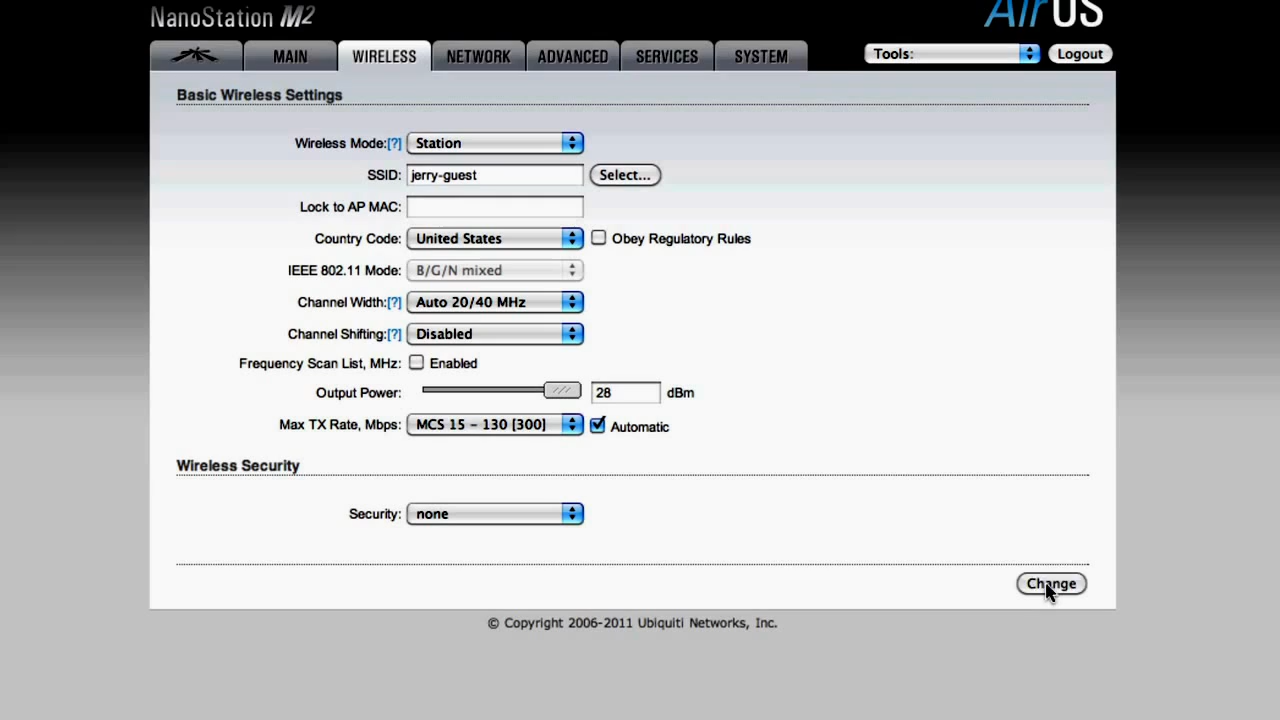 NanoStation M2
AirOS
MAIN WIRELESS NETWORK ADVANCED SERVICES SYSTEM Tools: Logout
Basic Wireless Settings
Wireless Mode:[?] Station
SSID: jerry-guest Select...
Lock to AP MAC:
Country Code: United States Obey Regulatory Rules
IEEE 802.11 Mode: B/G/N mixed
Channel Width:[?] Auto 20/40 MHz
Channel Shifting:[?] Disabled
Frequency Scan List, MHz: Enabled
Output Power: 28 dBm
Max TX Rate, Mbps: MCS 15 – 130 [300] Automatic
Wireless Security
Security: none
Change
© Copyright 2006-2011 Ubiquiti Networks, Inc.